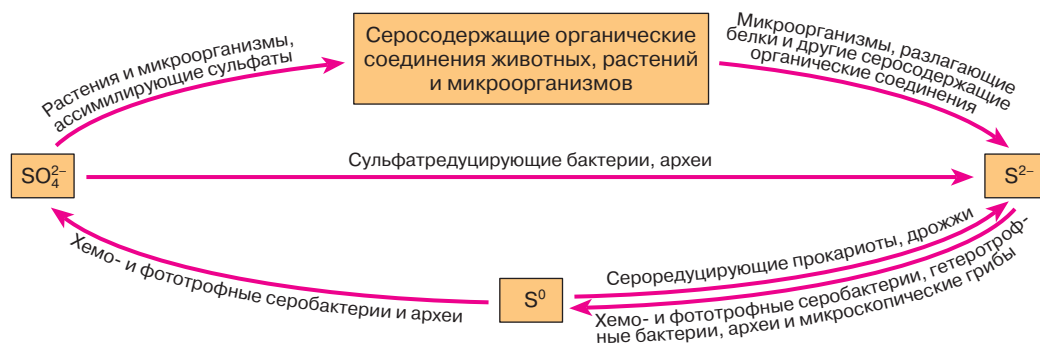 Растения и микроорганизмы,
ассимилирующие сульфаты
Серосодержащие органические
соединения животных, растений
и микроорганизмов
Микроорганизмы, разлагающие
белки и другие серосодержащие
органические соединения
SO₄²⁻
Сульфатредуцирующие бактерии, археи
S²⁻
Хемо- и фототрофные серобактерии и археи
S⁰
Сероредуцирующие прокариоты, дрожжи
Хемо- и фототрофные серобактерии, гетеротроф-
ные бактерии, археи и микроскопические грибы